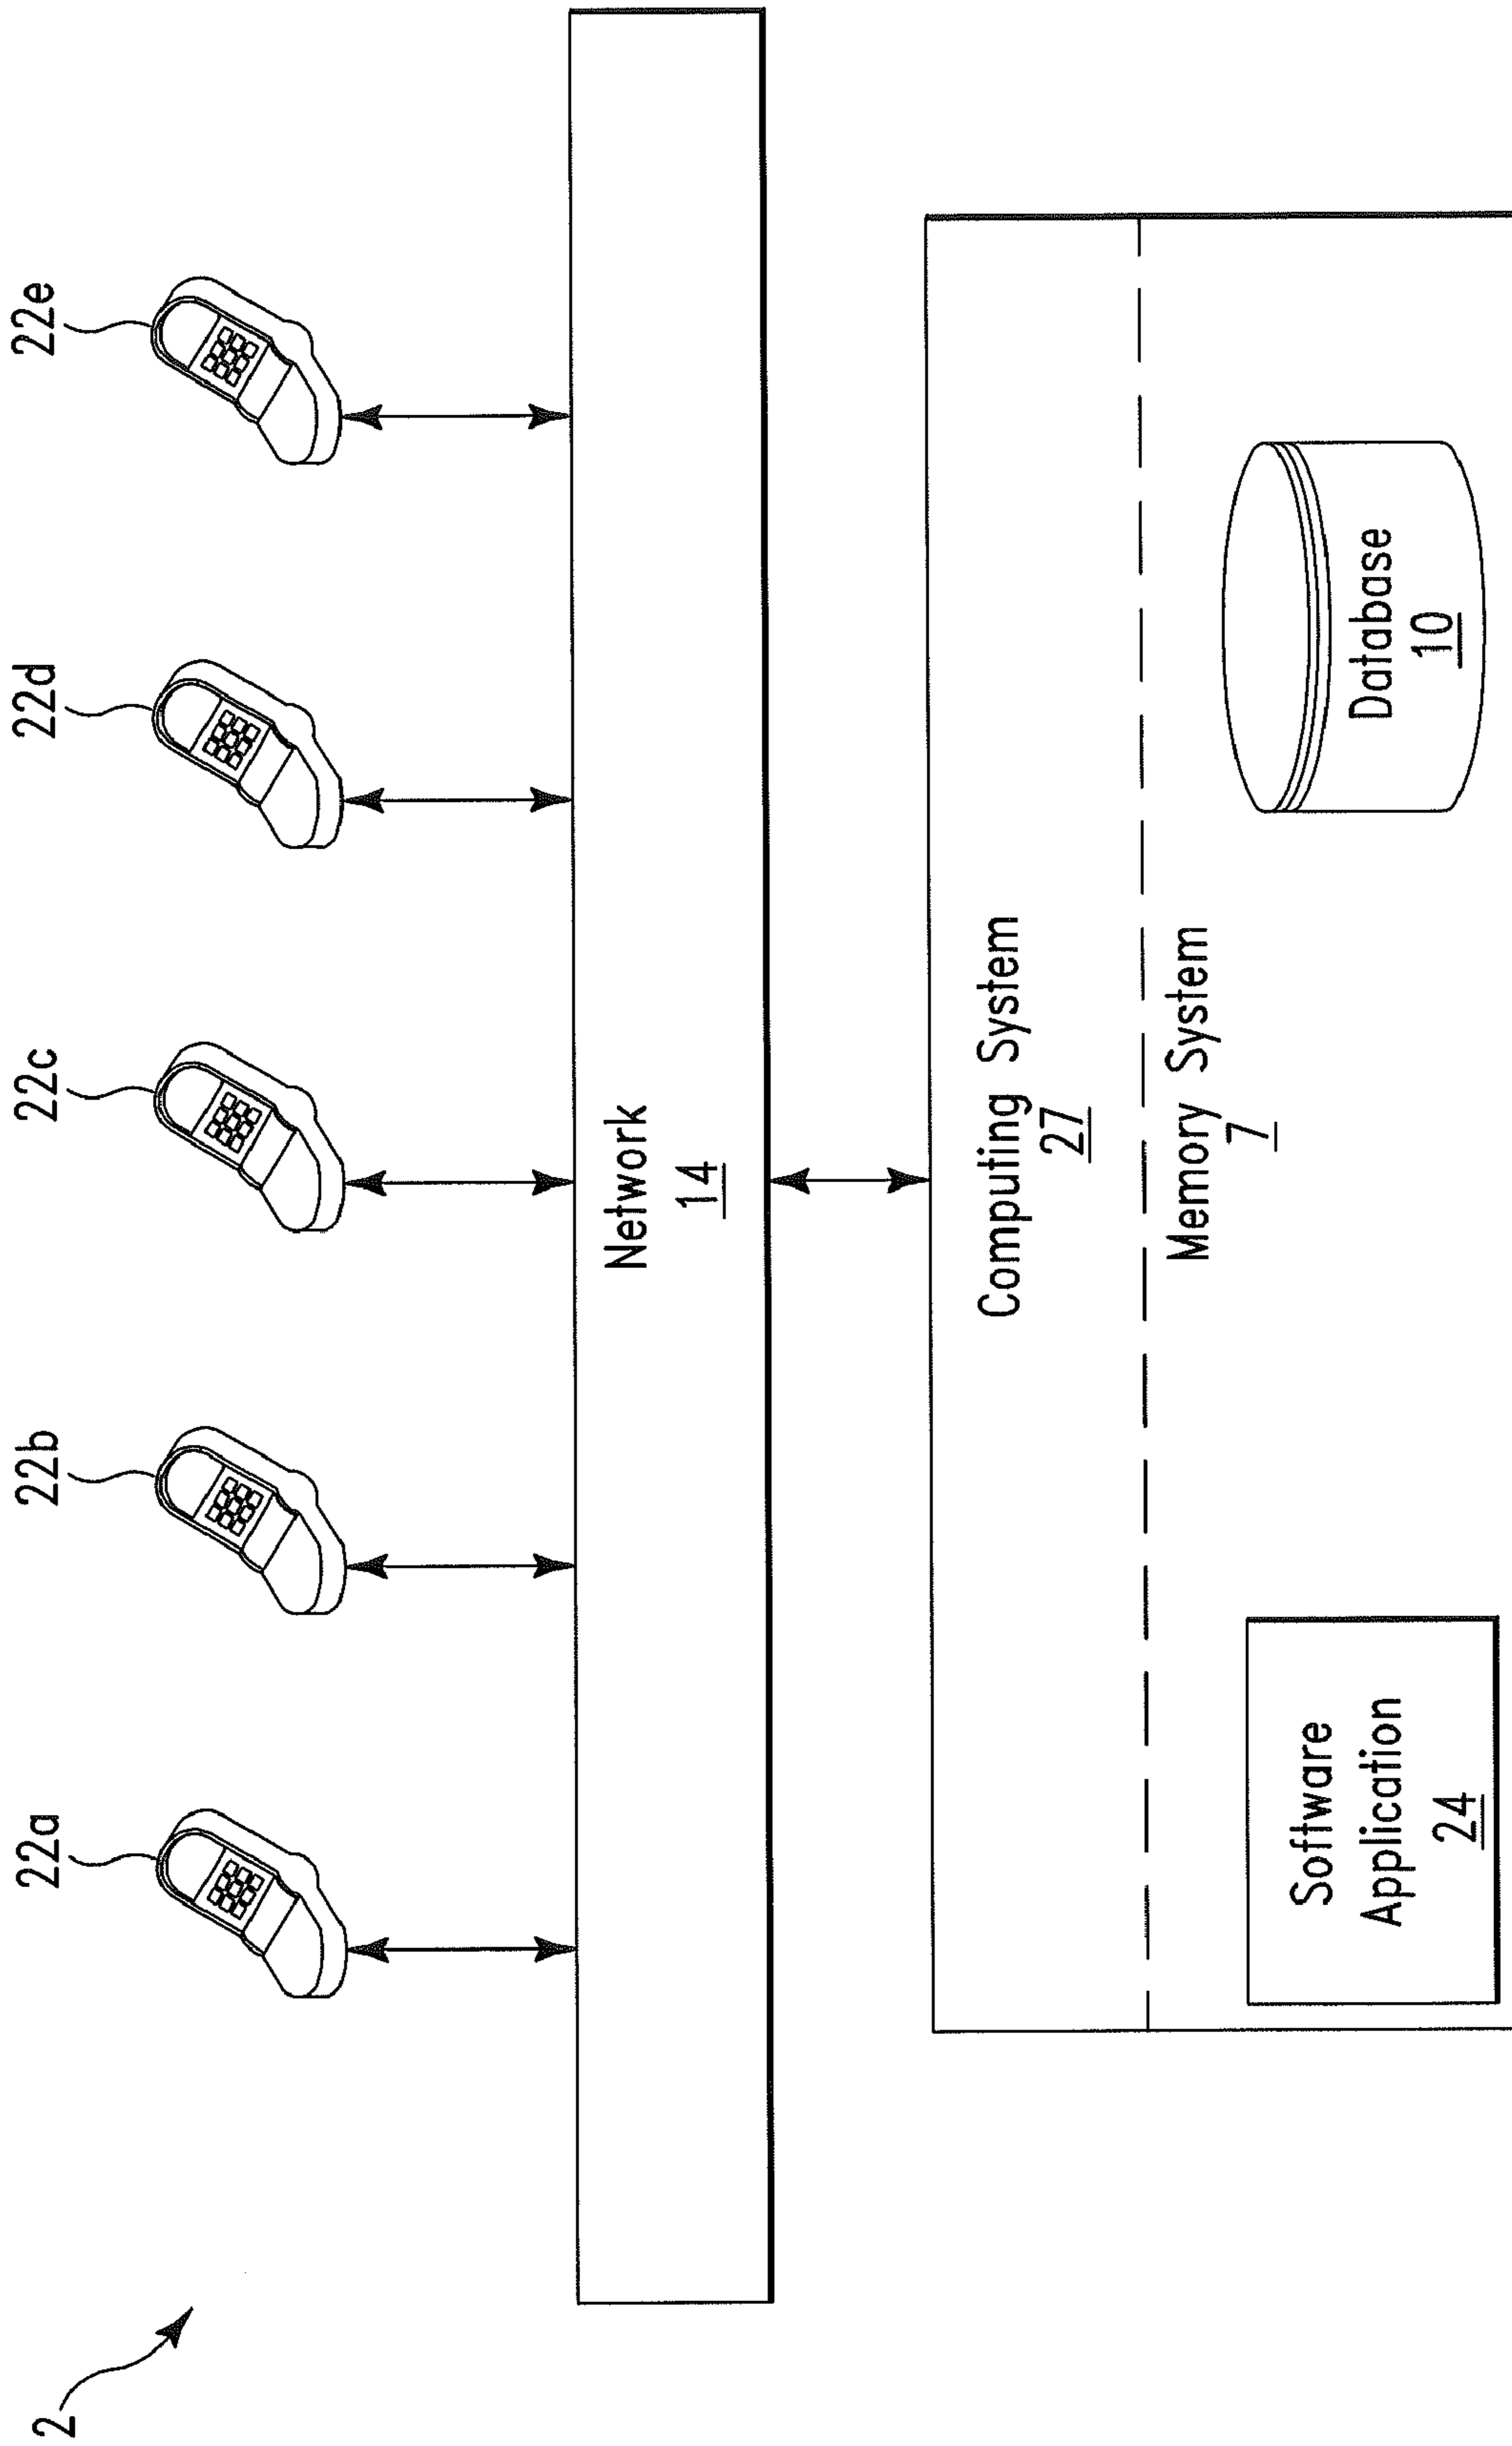 2
22a
22b
22c
22d
22e
Network
14
Computing System
27
Memory System
7
Software
Application
24
Database
10